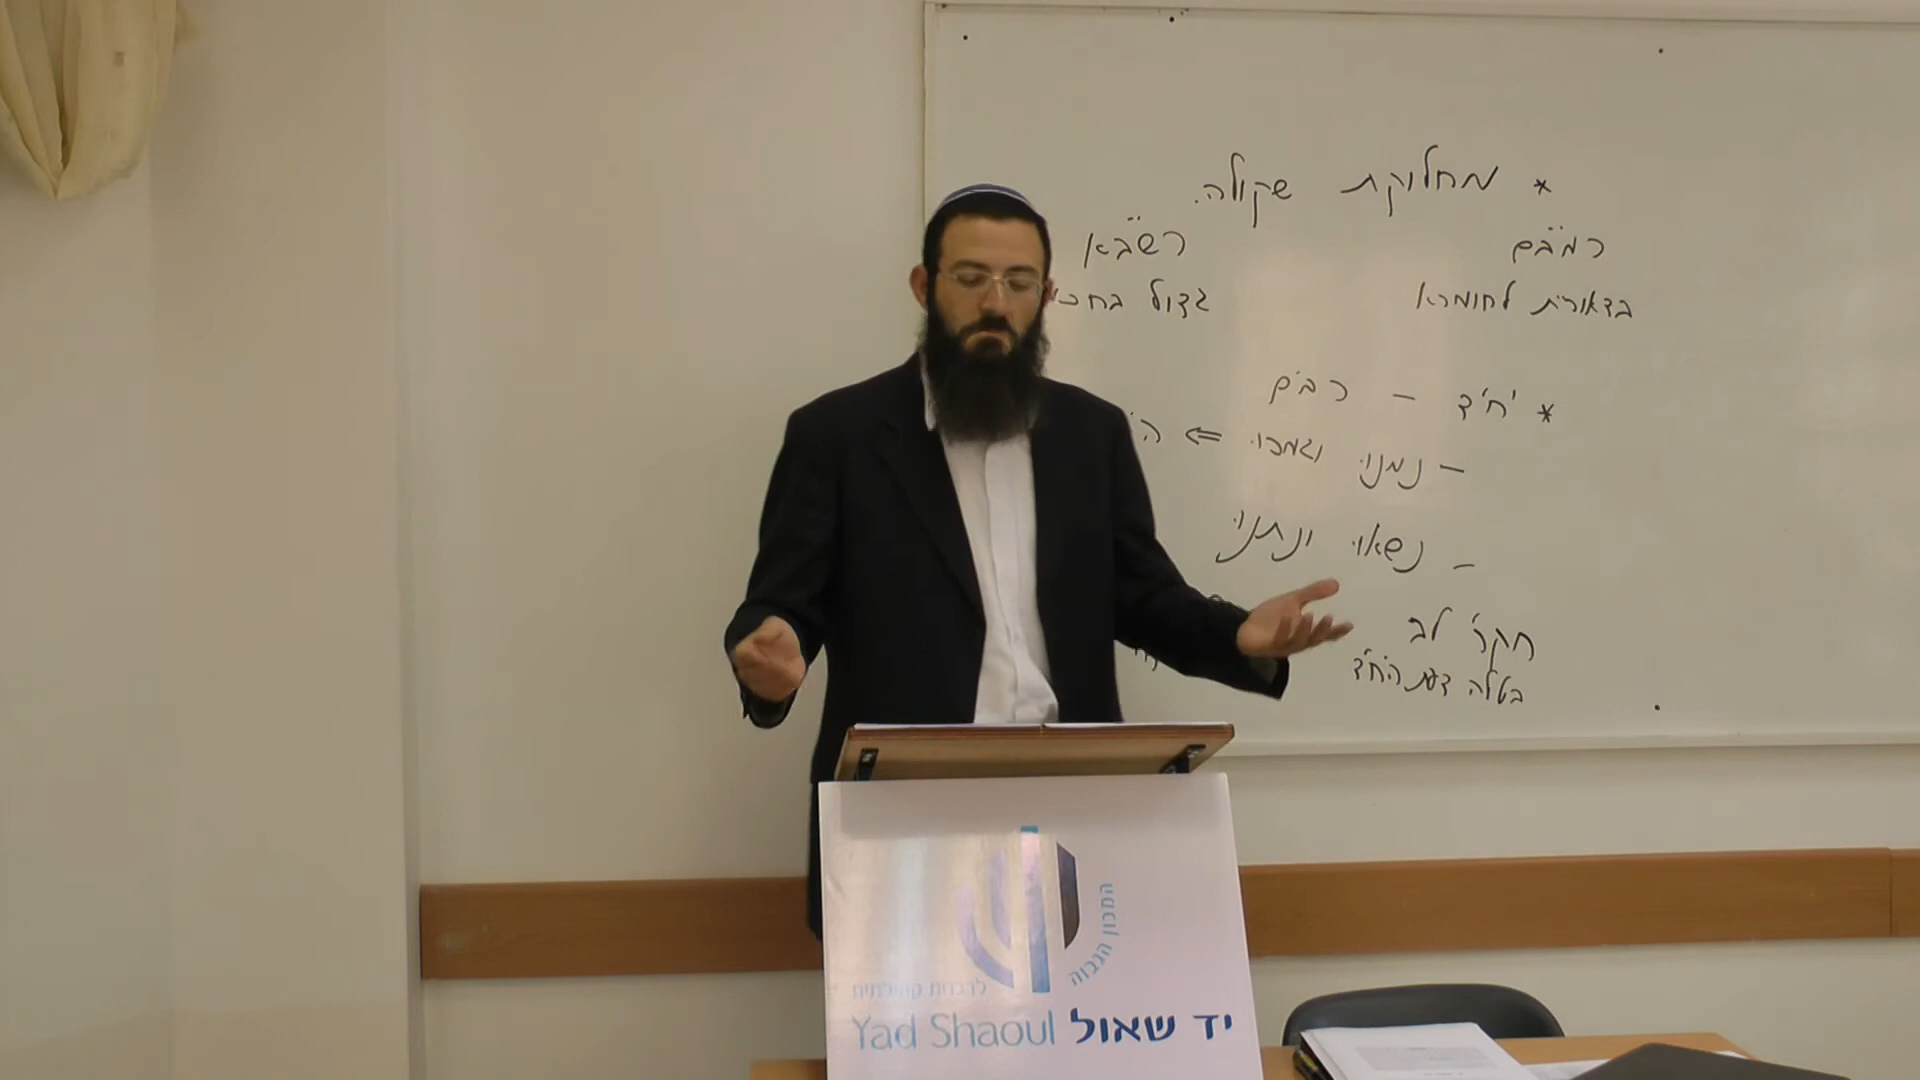 * מחלוקת שקולה.
רמב"ם
רשב"א
בדאורית לחומרא
גדול בחכ
* יחיד – רבים
– נמנו וגמרו ⇐ ה
– נשאו ונתנו
חקרי לב
בטלה דעת היחיד
המכון הגבוה
לרבנות קהילתית
Yad Shaoul יד שאול